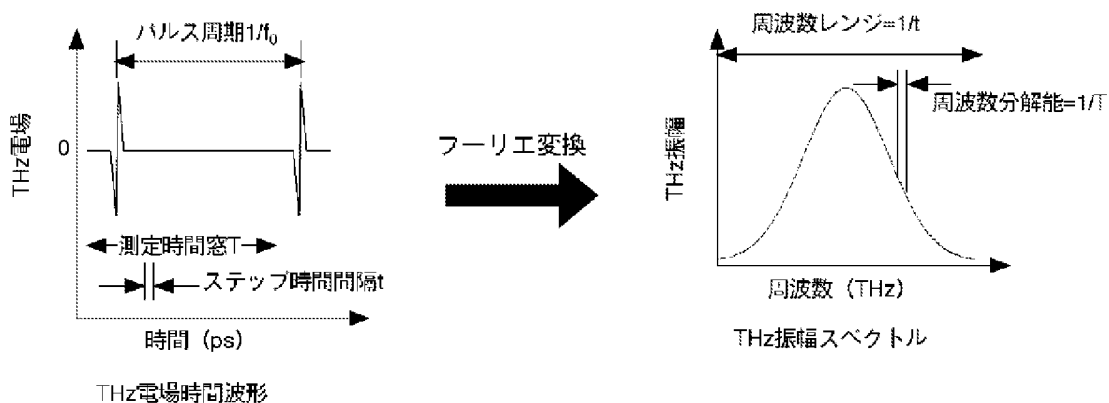 パルス周期1/f₀
THz電場
0
測定時間窓T
ステップ時間間隔t
時間（ps）
THz電場時間波形
フーリエ変換
周波数レンジ=1/t
周波数分解能=1/T
THz振幅
周波数（THz）
THz振幅スペクトル